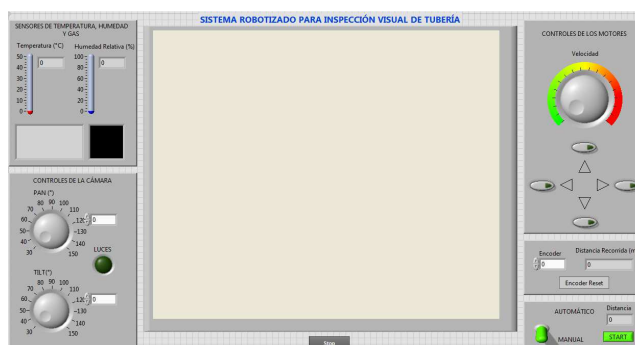 SISTEMA ROBOTIZADO PARA INSPECCIÓN VISUAL DE TUBERÍA
SENSORES DE TEMPERATURA, HUMEDAD
Y GAS
Temperatura (°C)
Humedad Relativa (%)
50
40
30
20
10
0
0
100
80
60
40
20
0
0
CONTROLES DE LA CÁMARA
PAN (°)
30
40
50
60
70
80
90
100
110
120
130
140
150
0
LUCES
TILT(°)
30
40
50
60
70
80
90
100
110
120
130
140
150
0
Stop
CONTROLES DE LOS MOTORES
Velocidad
Encoder
0
Distancia Recorrida (m
0
Encoder Reset
AUTOMÁTICO
MANUAL
Distancia
0
START